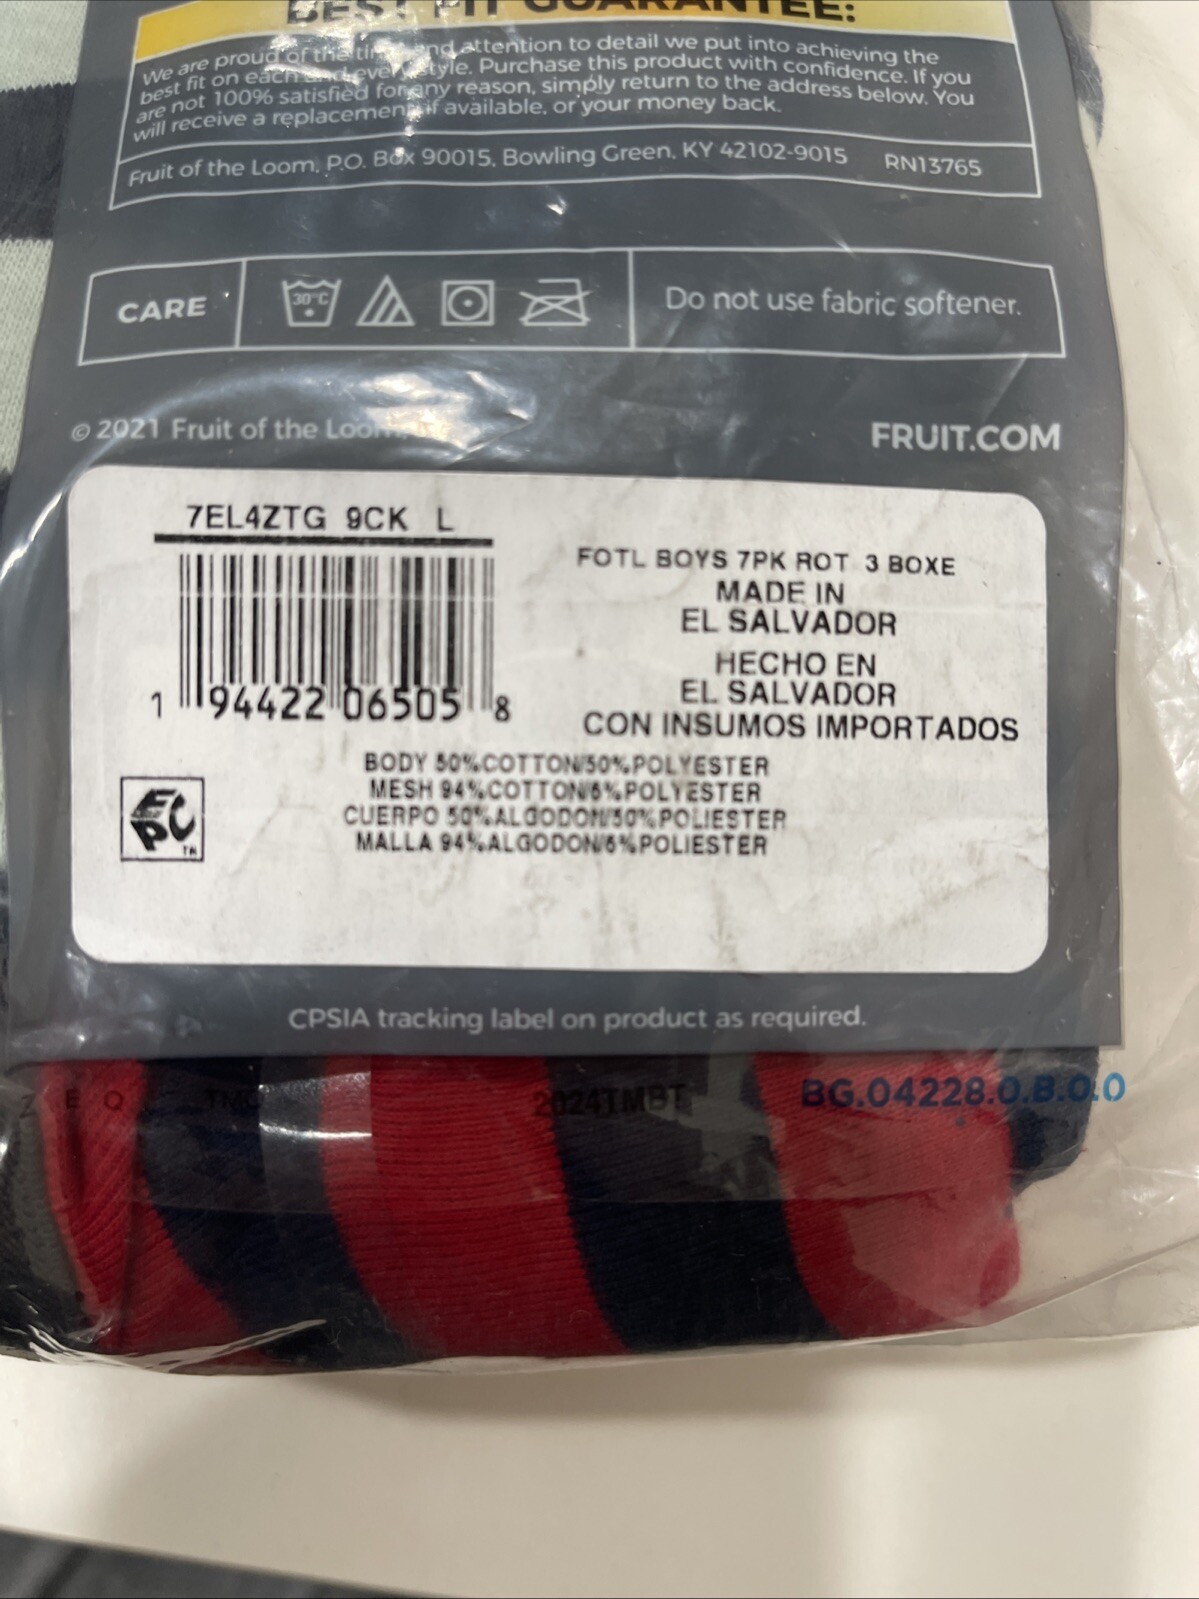 BEST FIT GUARANTEE:
We are proud of the time and attention to detail we put into achieving the
best fit on each and every style. Purchase this product with confidence. If you
are not 100% satisfied for any reason, simply return to the address below. You
will receive a replacement, if available, or your money back.
Fruit of the Loom, P.O. Box 90015, Bowling Green, KY 42102-9015 RN13765
CARE 30°C Do not use fabric softener.
© 2021 Fruit of the Loom, FRUIT.COM
7EL4ZTG 9CK L
FOTL BOYS 7PK ROT 3 BOXE
MADE IN
EL SALVADOR
HECHO EN
EL SALVADOR
CON INSUMOS IMPORTADOS
1 94422 06505 8
BODY 50%COTTON/50%POLYESTER
MESH 94%COTTON/6%POLYESTER
CUERPO 50%ALGODON/50%POLIESTER
MALLA 94%ALGODON/6%POLIESTER
EPC TM
CPSIA tracking label on product as required.
Z E Q 2024TMBT BG.04228.0.B.0.0